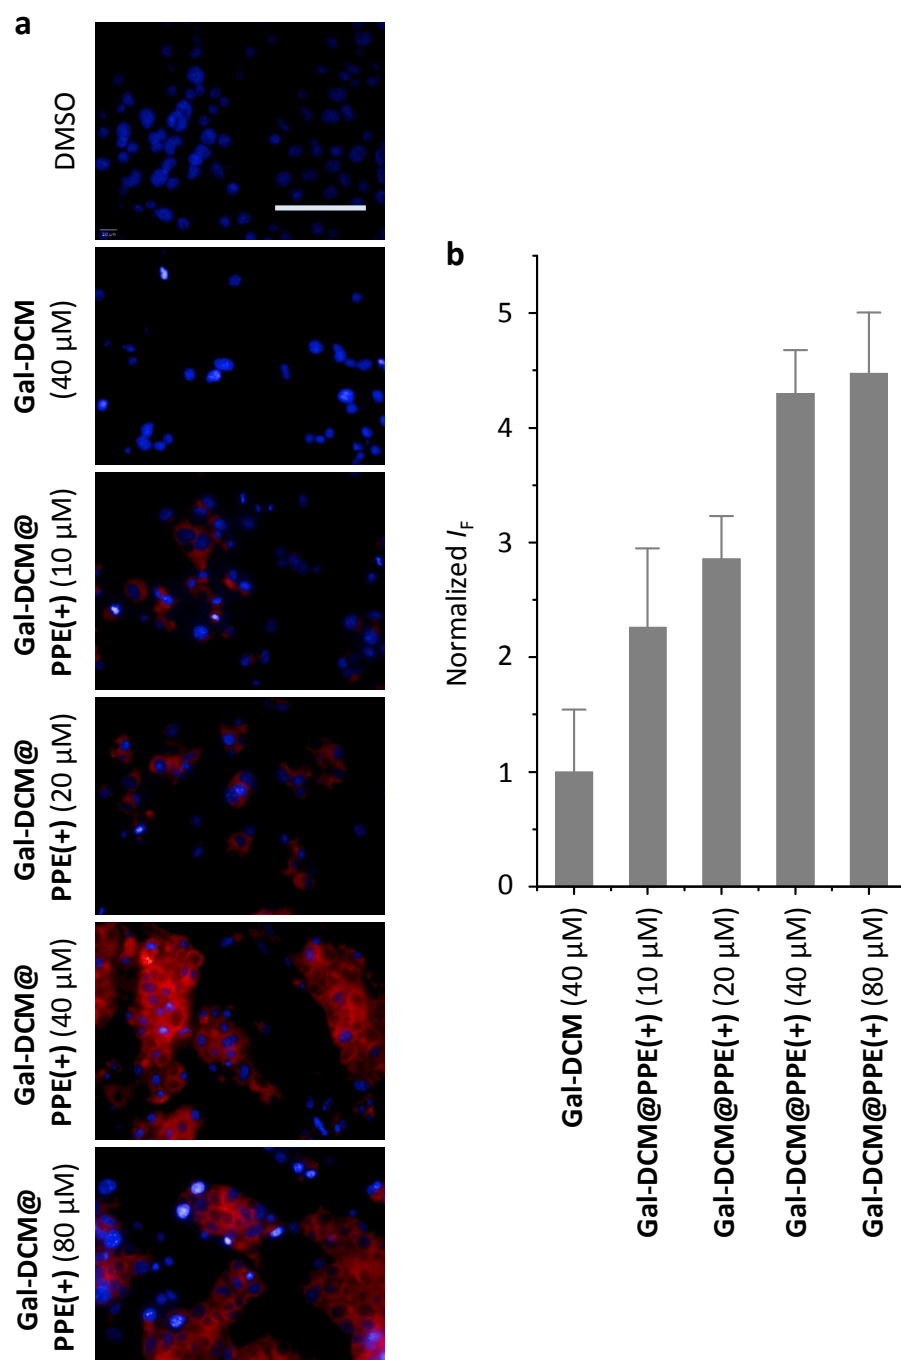 a
DMSO
10 µm
Gal-DCM
(40 µM)
Gal-DCM@
PPE(+) (10 µM)
Gal-DCM@
PPE(+) (20 µM)
Gal-DCM@
PPE(+) (40 µM)
Gal-DCM@
PPE(+) (80 µM)
b
Normalized IF
5
4
3
2
1
0
Gal-DCM (40 µM)
Gal-DCM@PPE(+) (10 µM)
Gal-DCM@PPE(+) (20 µM)
Gal-DCM@PPE(+) (40 µM)
Gal-DCM@PPE(+) (80 µM)